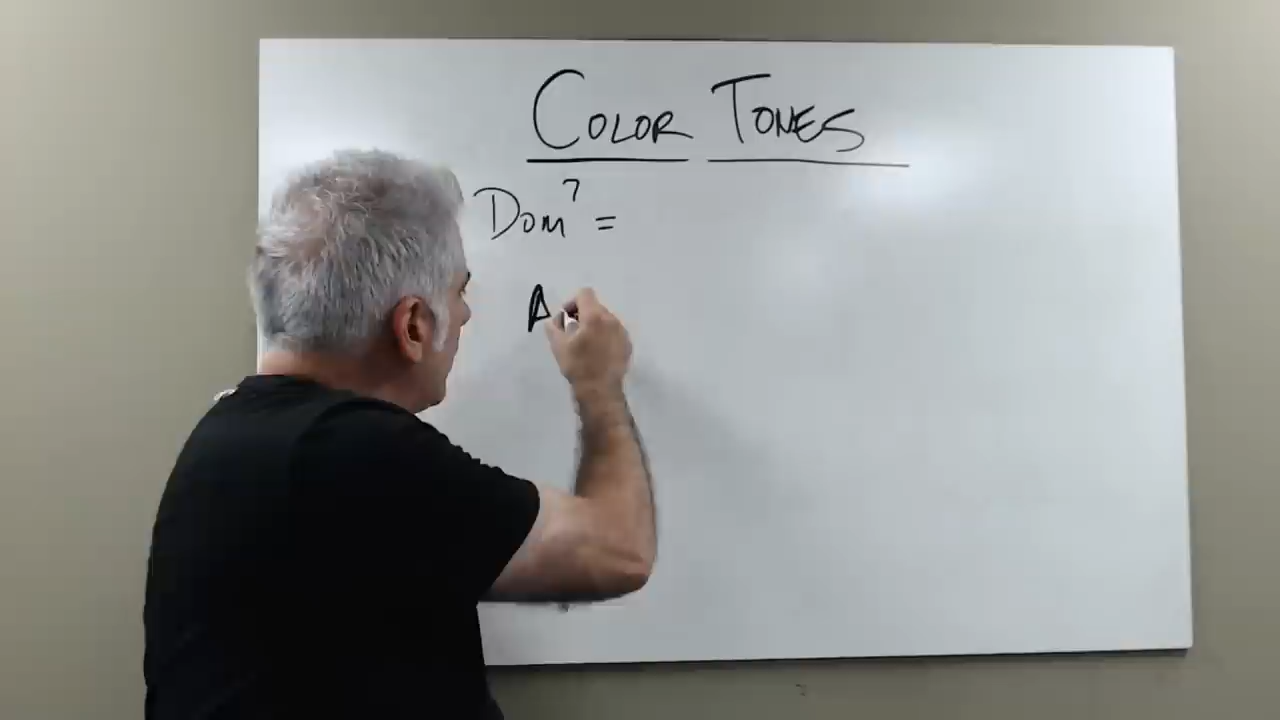 COLOR TONES
Dom⁷ =
A